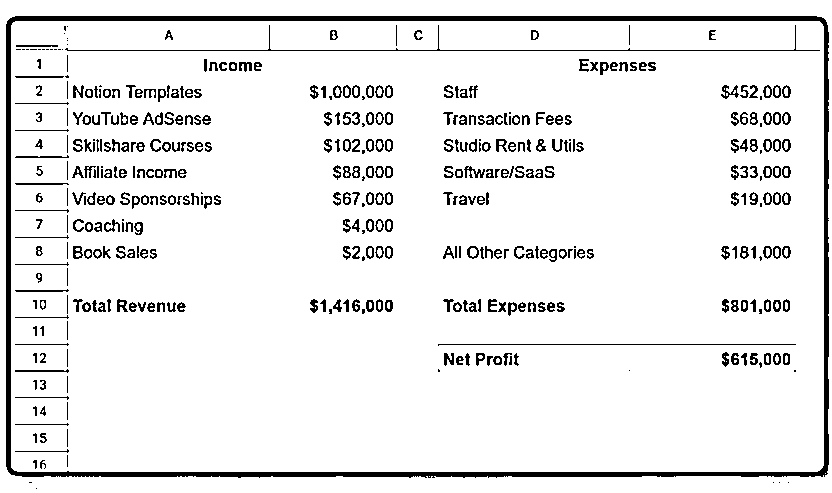 A B C D E
1 Income Expenses
2 Notion Templates $1,000,000 Staff $452,000
3 YouTube AdSense $153,000 Transaction Fees $68,000
4 Skillshare Courses $102,000 Studio Rent & Utils $48,000
5 Affiliate Income $88,000 Software/SaaS $33,000
6 Video Sponsorships $67,000 Travel $19,000
7 Coaching $4,000
8 Book Sales $2,000 All Other Categories $181,000
9
10 Total Revenue $1,416,000 Total Expenses $801,000
11
12 Net Profit $615,000
13
14
15
16